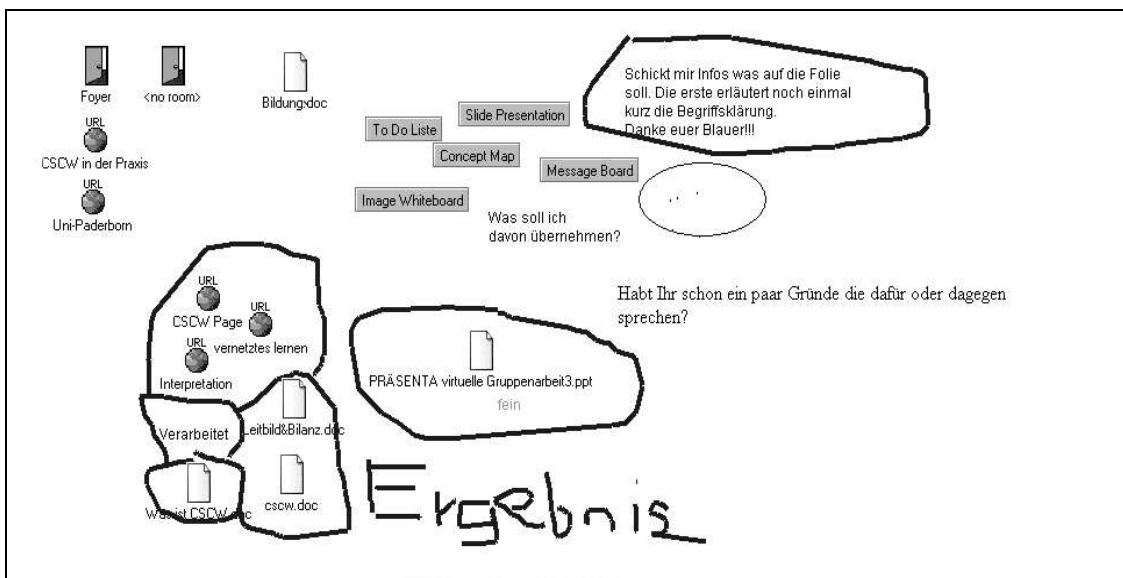 Foyer
<no room>
Bildung.doc
URL
CSCW in der Praxis
URL
Uni-Paderborn
To Do Liste
Slide Presentation
Concept Map
Message Board
Image Whiteboard
Schickt mir Infos was auf die Folie
soll. Die erste erläutert noch einmal
kurz die Begriffsklärung.
Danke euer Blauer!!!
Was soll ich
davon übernehmen?
Habt Ihr schon ein paar Gründe die dafür oder dagegen
sprechen?
URL
CSCW Page
URL
vernetztes lernen
URL
Interpretation
PRÄSENTA virtuelle Gruppenarbeit3.ppt
fein
Verarbeitet
Leitbild&Bilanz.doc
Was ist CSCW.doc
cscw.doc
Ergebnis